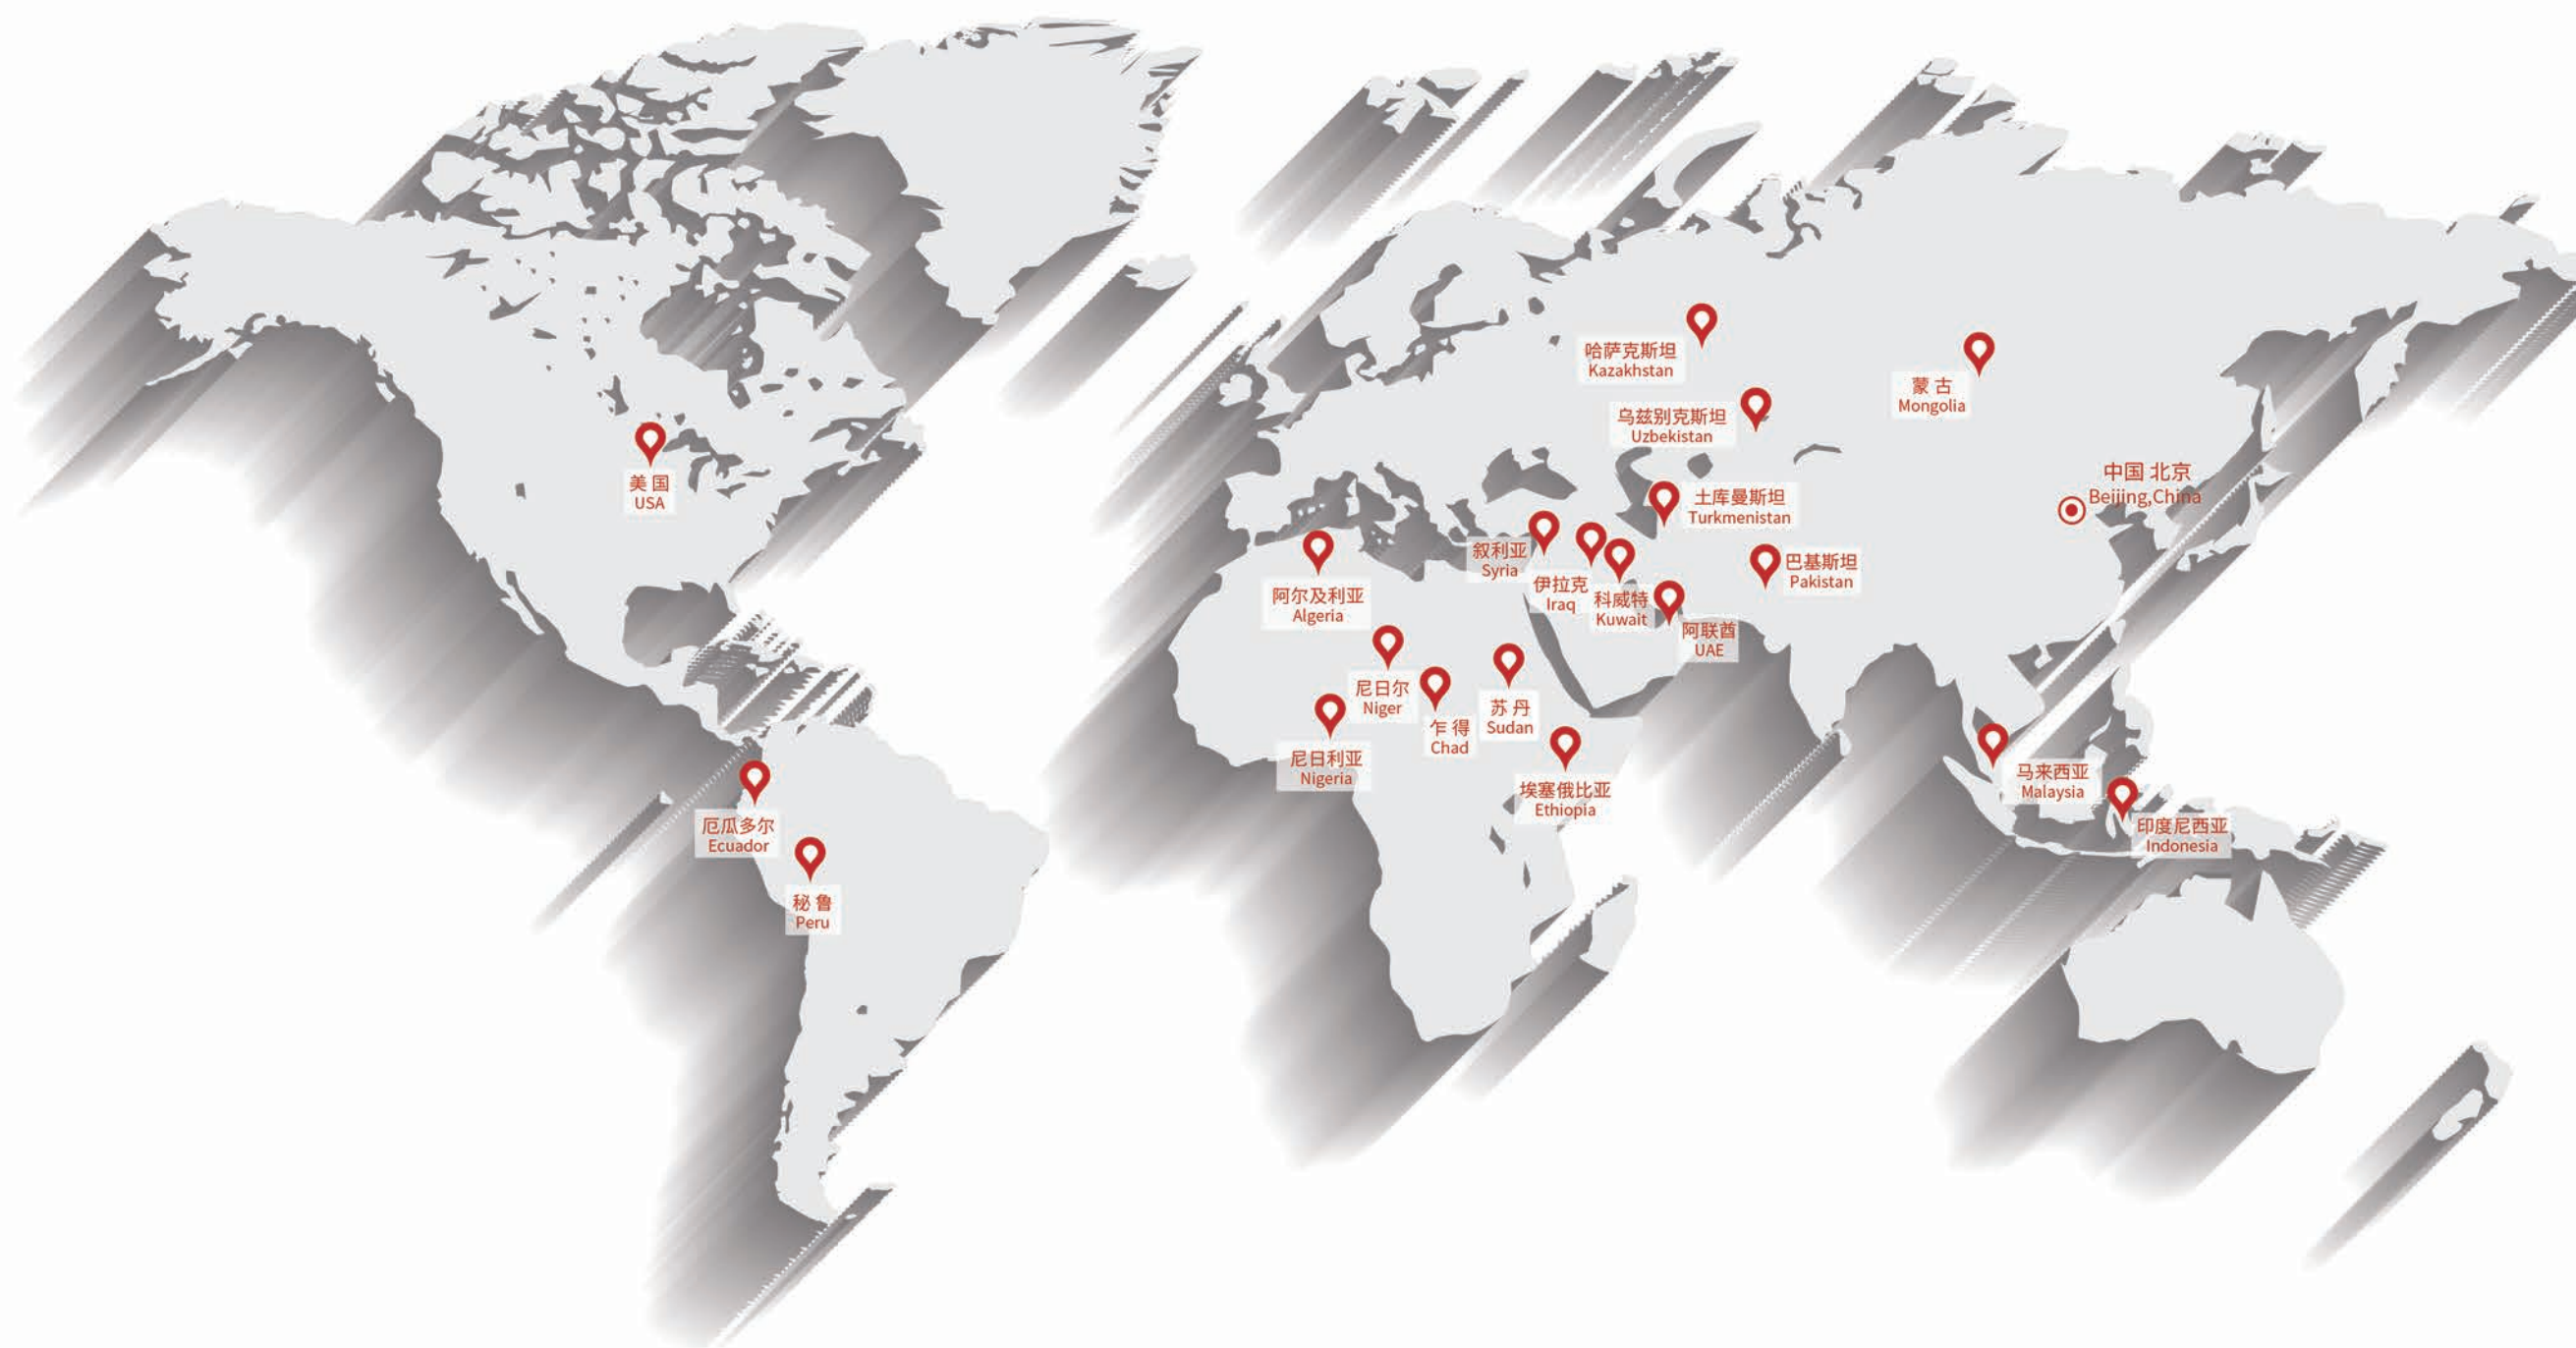 哈萨克斯坦
Kazakhstan
蒙 古
Mongolia
乌兹别克斯坦
Uzbekistan
美 国
USA
中国 北京
Beijing,China
土库曼斯坦
Turkmenistan
叙利亚
Syria
伊拉克
Iraq
科威特
Kuwait
巴基斯坦
Pakistan
阿联酋
UAE
阿尔及利亚
Algeria
尼日尔
Niger
乍 得
Chad
苏 丹
Sudan
尼日利亚
Nigeria
埃塞俄比亚
Ethiopia
马来西亚
Malaysia
印度尼西亚
Indonesia
厄瓜多尔
Ecuador
秘 鲁
Peru